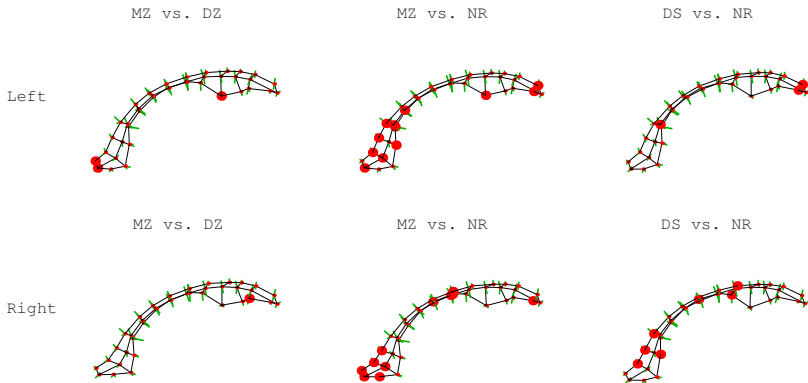 MZ vs. DZ MZ vs. NR DS vs. NR
Left
MZ vs. DZ MZ vs. NR DS vs. NR
Right